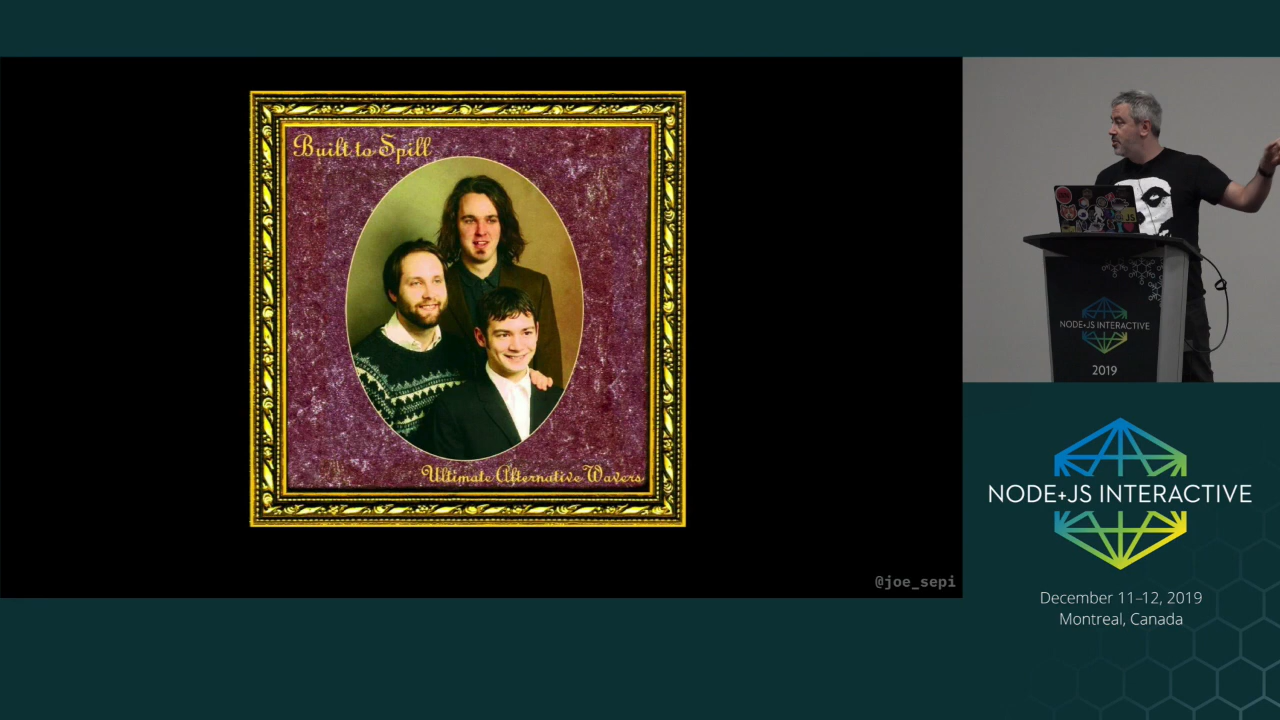 Built to Spill
Ultimate Alternative Wavers
@joe_sepi
JS
NODE+JS INTERACTIVE
2019
NODE+JS INTERACTIVE
December 11–12, 2019
Montreal, Canada